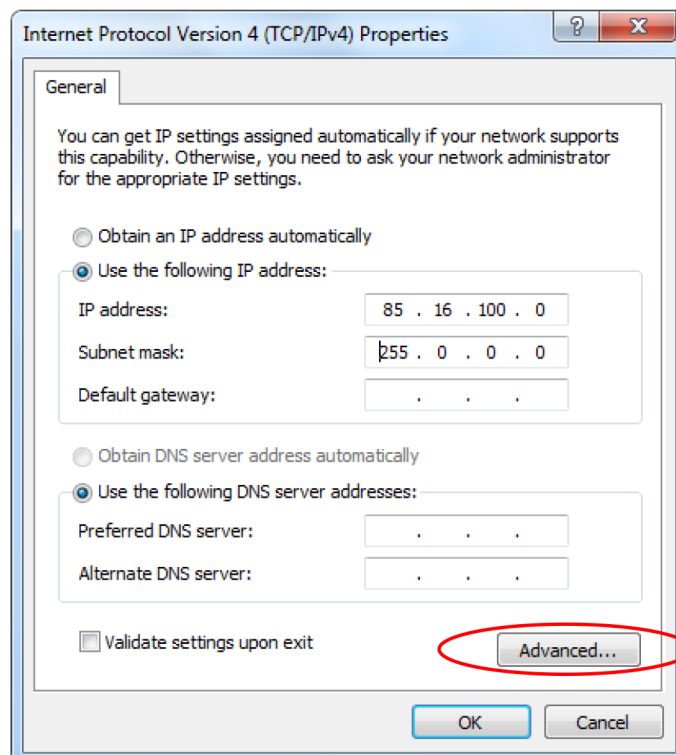 Internet Protocol Version 4 (TCP/IPv4) Properties
General
You can get IP settings assigned automatically if your network supports
this capability. Otherwise, you need to ask your network administrator
for the appropriate IP settings.
Obtain an IP address automatically
Use the following IP address:
IP address: 85 . 16 . 100 . 0
Subnet mask: 255 . 0 . 0 . 0
Default gateway: . . .
Obtain DNS server address automatically
Use the following DNS server addresses:
Preferred DNS server: . . .
Alternate DNS server: . . .
Validate settings upon exit
Advanced...
OK Cancel